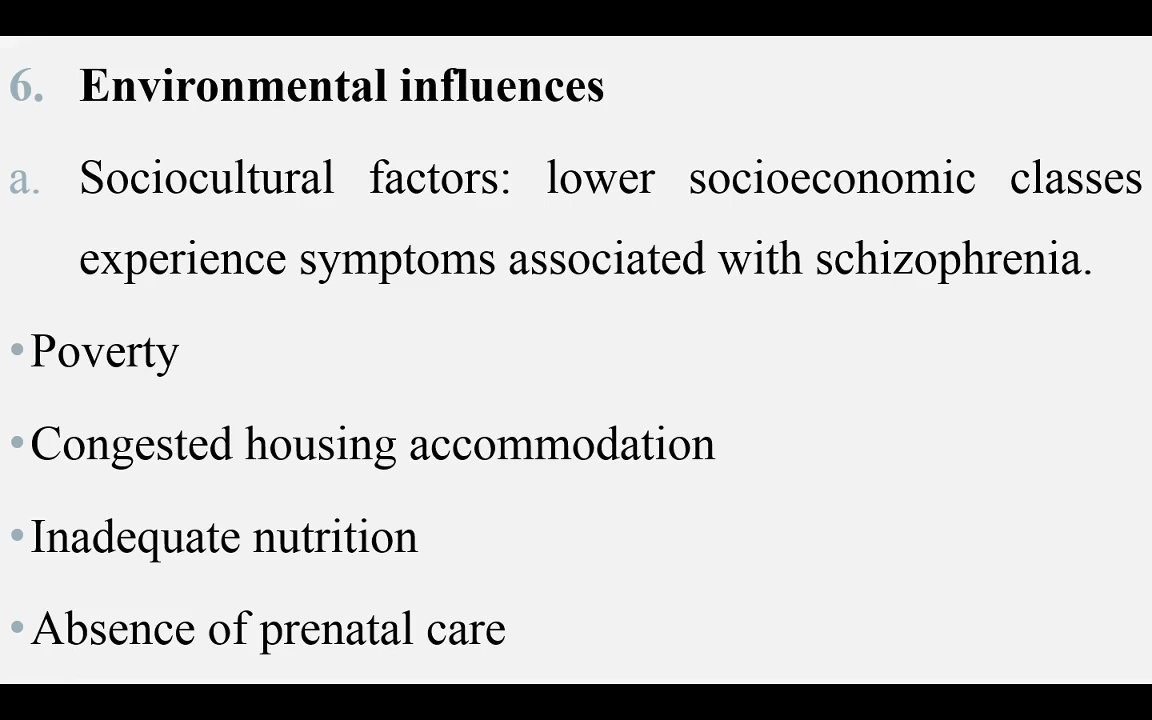 6. Environmental influences
a. Sociocultural factors: lower socioeconomic classes
experience symptoms associated with schizophrenia.
•Poverty
•Congested housing accommodation
•Inadequate nutrition
•Absence of prenatal care